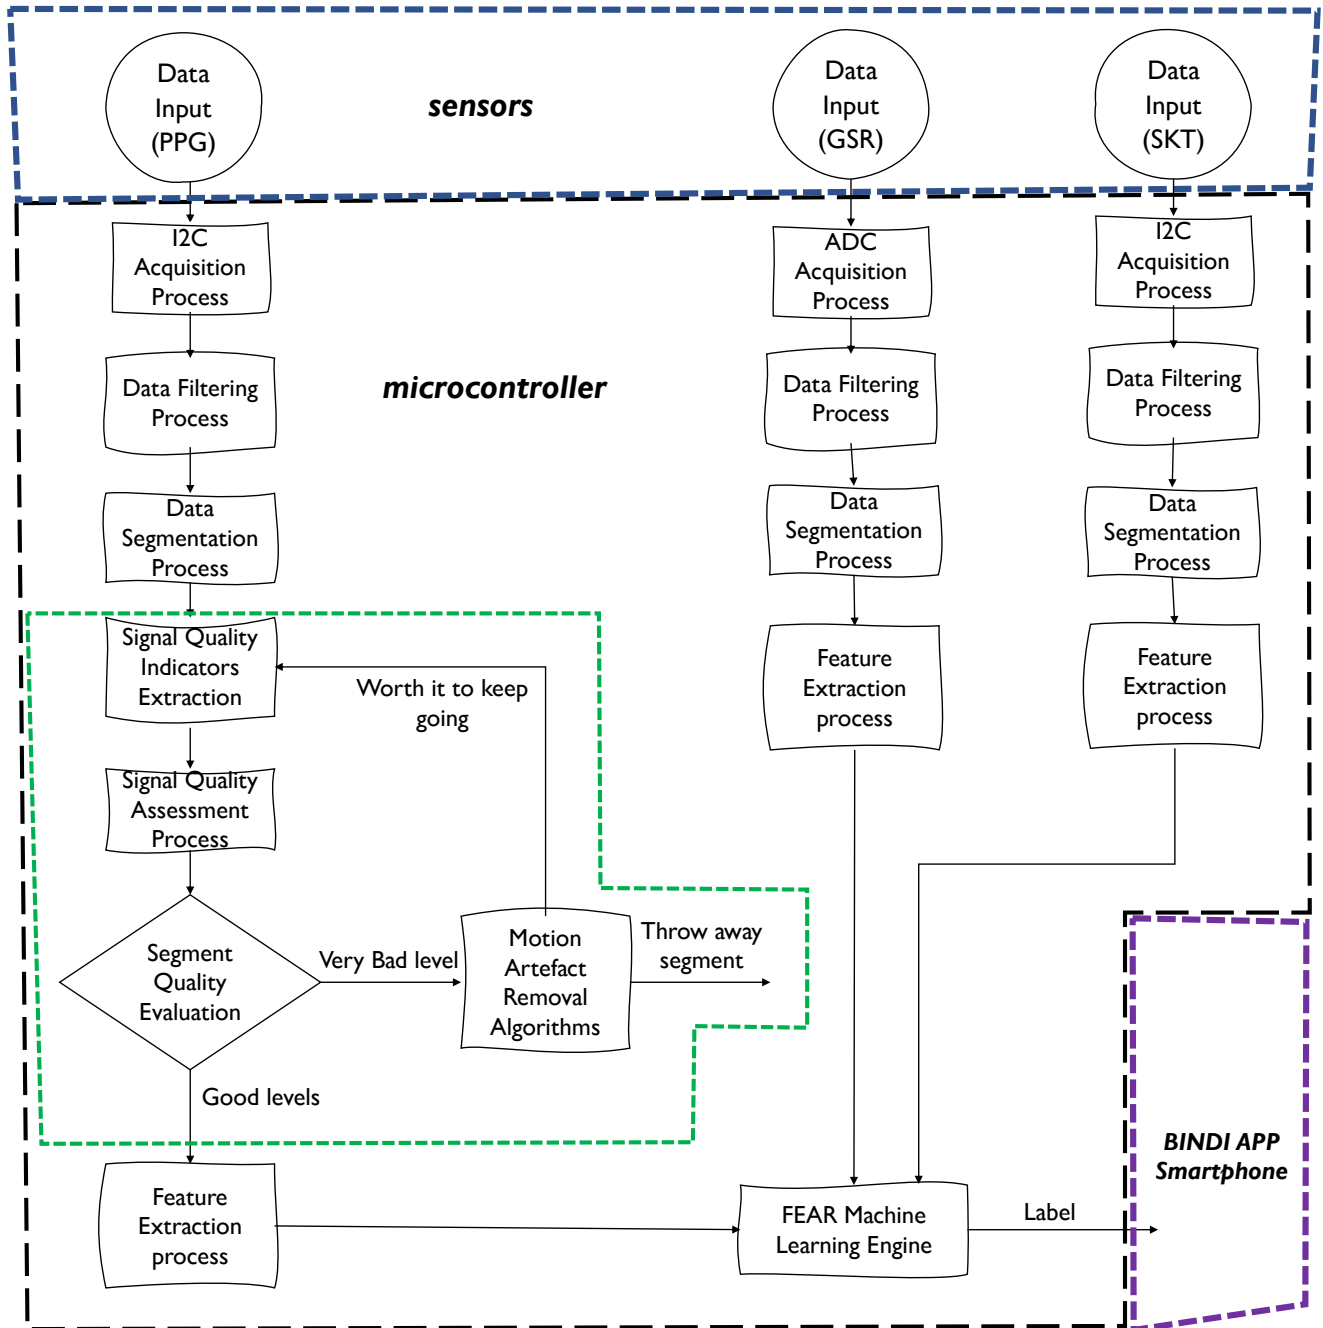 Data
Input
(PPG)
sensors
Data
Input
(GSR)
Data
Input
(SKT)
I2C
Acquisition
Process
ADC
Acquisition
Process
I2C
Acquisition
Process
Data Filtering
Process
microcontroller
Data Filtering
Process
Data Filtering
Process
Data
Segmentation
Process
Data
Segmentation
Process
Data
Segmentation
Process
Signal Quality
Indicators
Extraction
Worth it to keep
going
Feature
Extraction
process
Feature
Extraction
process
Signal Quality
Assessment
Process
Segment
Quality
Evaluation
Very Bad level
Motion
Artefact
Removal
Algorithms
Throw away
segment
Good levels
Feature
Extraction
process
FEAR Machine
Learning Engine
Label
BINDI APP
Smartphone